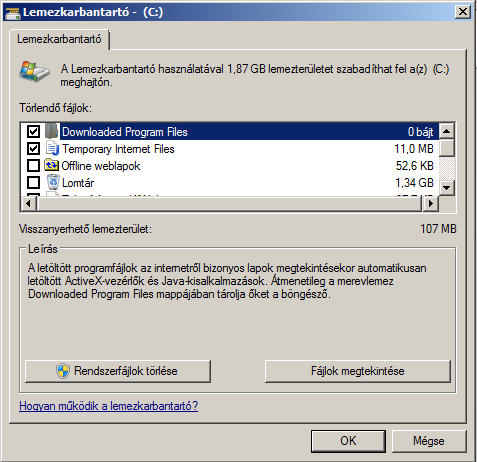 Lemezkarbantartó - (C:)
Lemezkarbantartó
A Lemezkarbantartó használatával 1,87 GB lemezterületet szabadíthat fel a(z) (C:)
meghajtón.
Törlendő fájlok:
Downloaded Program Files 0 bájt
Temporary Internet Files 11,0 MB
Offline weblapok 52,6 KB
Lomtár 1,34 GB
Visszanyerhető lemezterület: 107 MB
Leírás
A letöltött programfájlok az internetről bizonyos lapok megtekintésekor automatikusan
letöltött ActiveX-vezérlők és Java-kisalkalmazások. Átmenetileg a merevlemez
Downloaded Program Files mappájában tárolja őket a böngésző.
Rendszerfájlok törlése
Fájlok megtekintése
Hogyan működik a lemezkarbantartó?
OK
Mégse